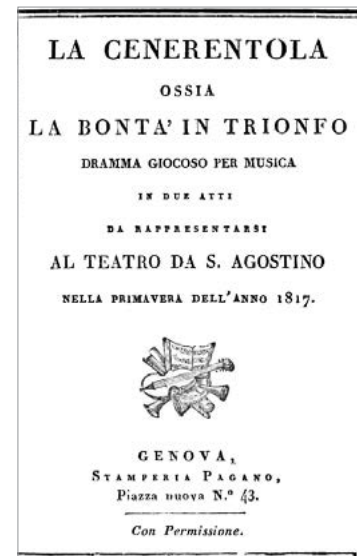 LA CENERENTOLA
OSSIA
LA BONTA' IN TRIONFO
DRAMMA GIOCOSO PER MUSICA
IN DUE ATTI
DA RAPPRESENTARSI
AL TEATRO DA S. AGOSTINO
NELLA PRIMAVERA DELL'ANNO 1817.
GENOVA,
STAMPERIA PAGANO,
Piazza nuova N.° 43.
Con Permissione.